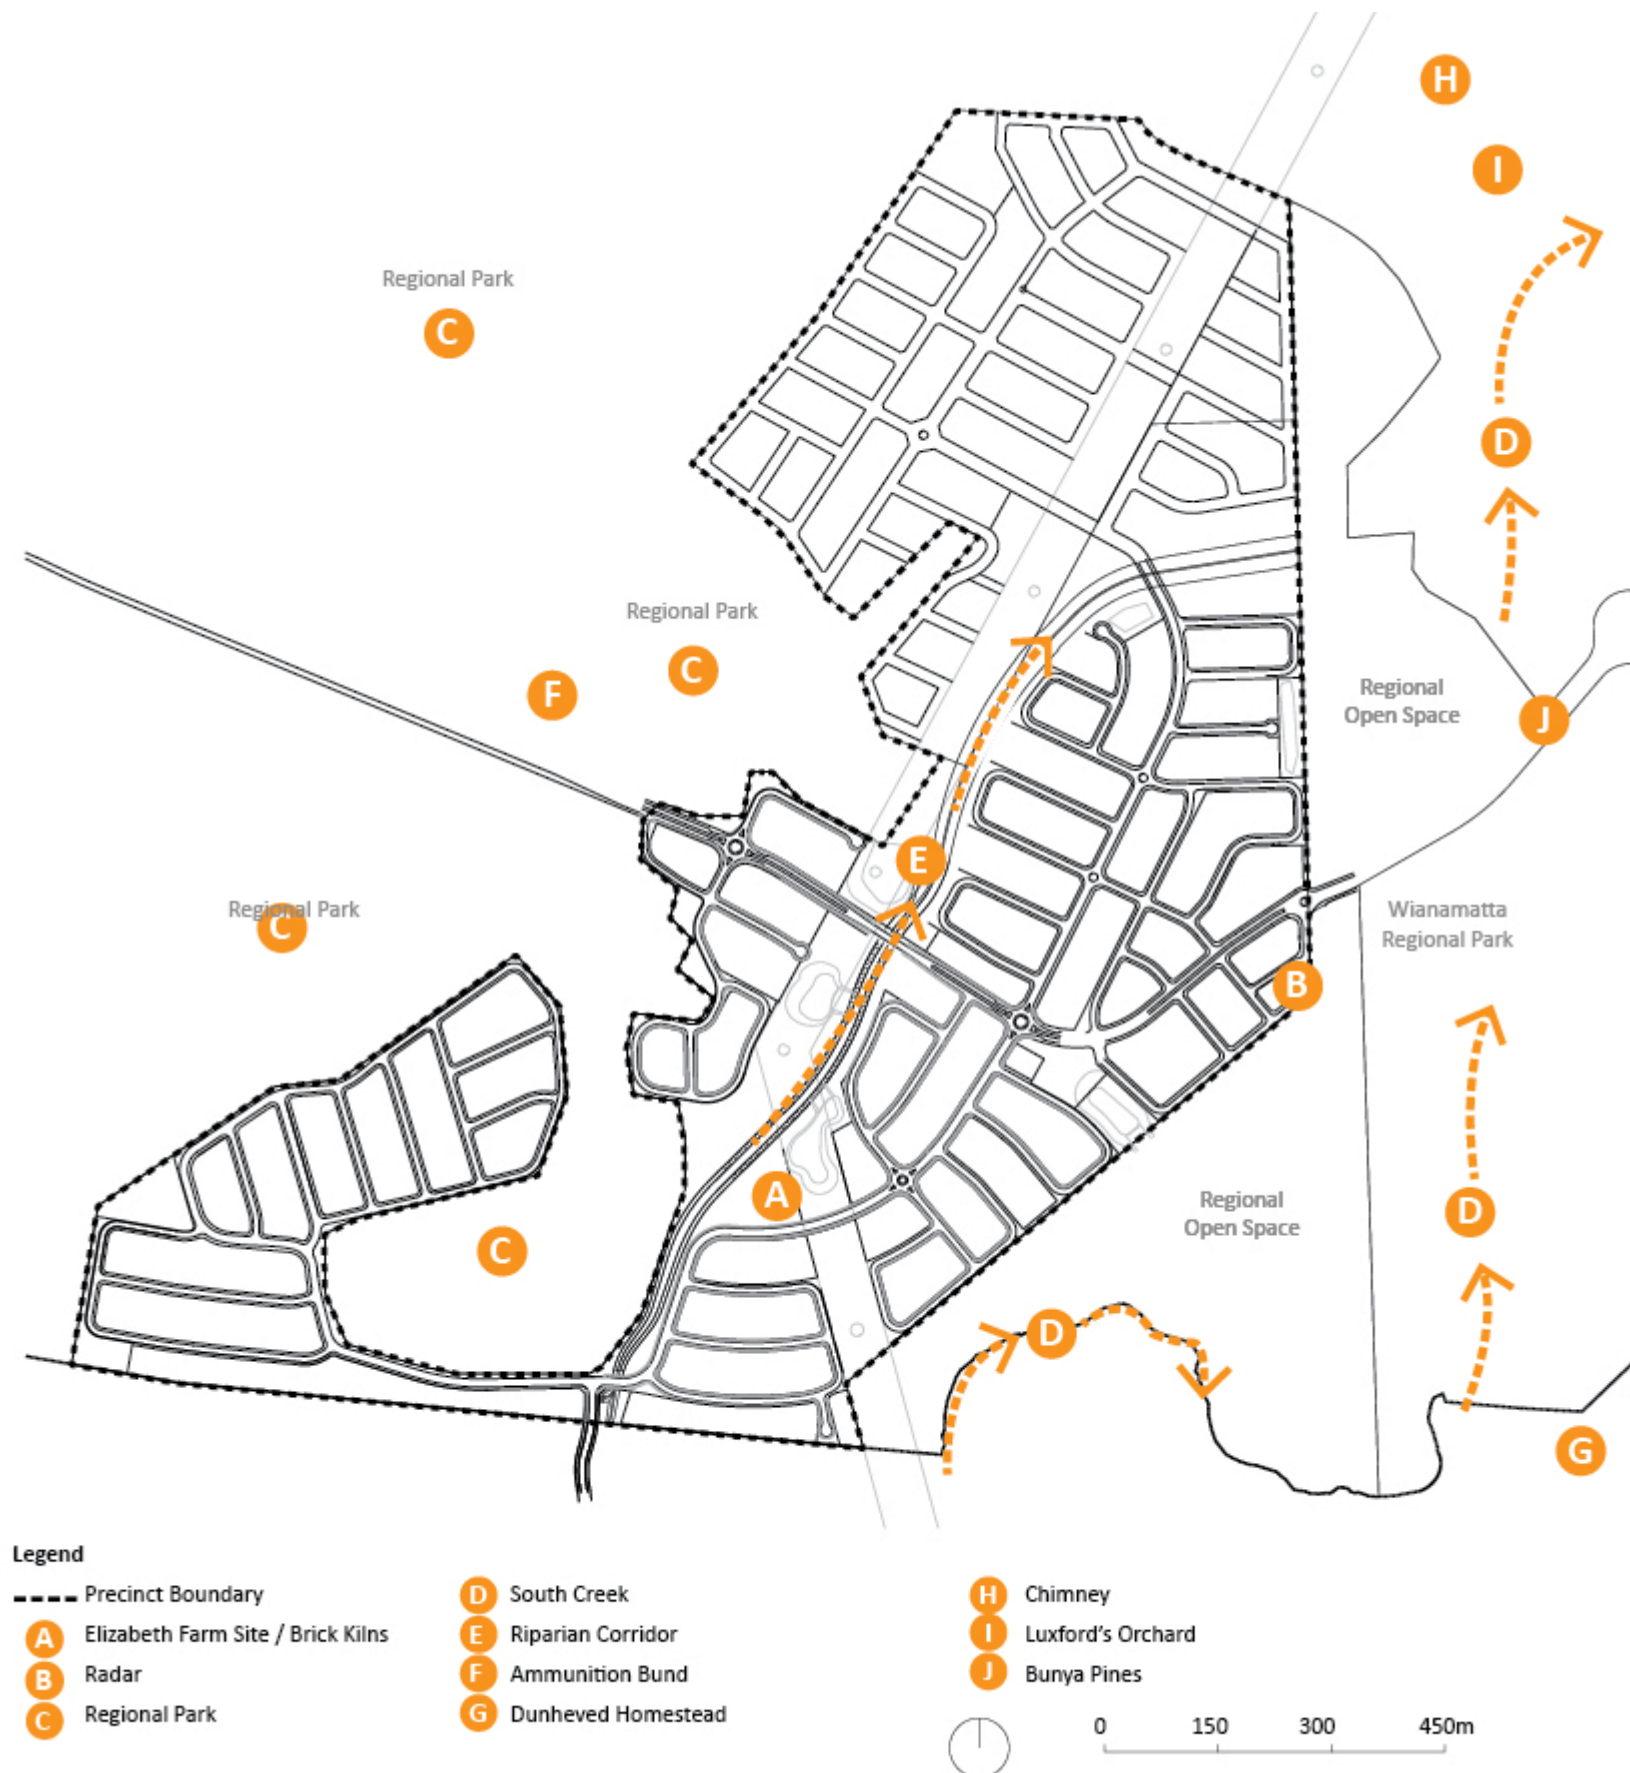 H
I
Regional Park
C
D
Regional Park
C
F
Regional
Open Space
J
E
Regional Park
C
Wianamatta
Regional Park
B
A
Regional
Open Space
D
C
D
G
Legend
Precinct Boundary
A Elizabeth Farm Site / Brick Kilns
B Radar
C Regional Park
D South Creek
E Riparian Corridor
F Ammunition Bund
G Dunheved Homestead
H Chimney
I Luxford's Orchard
J Bunya Pines
0 150 300 450m